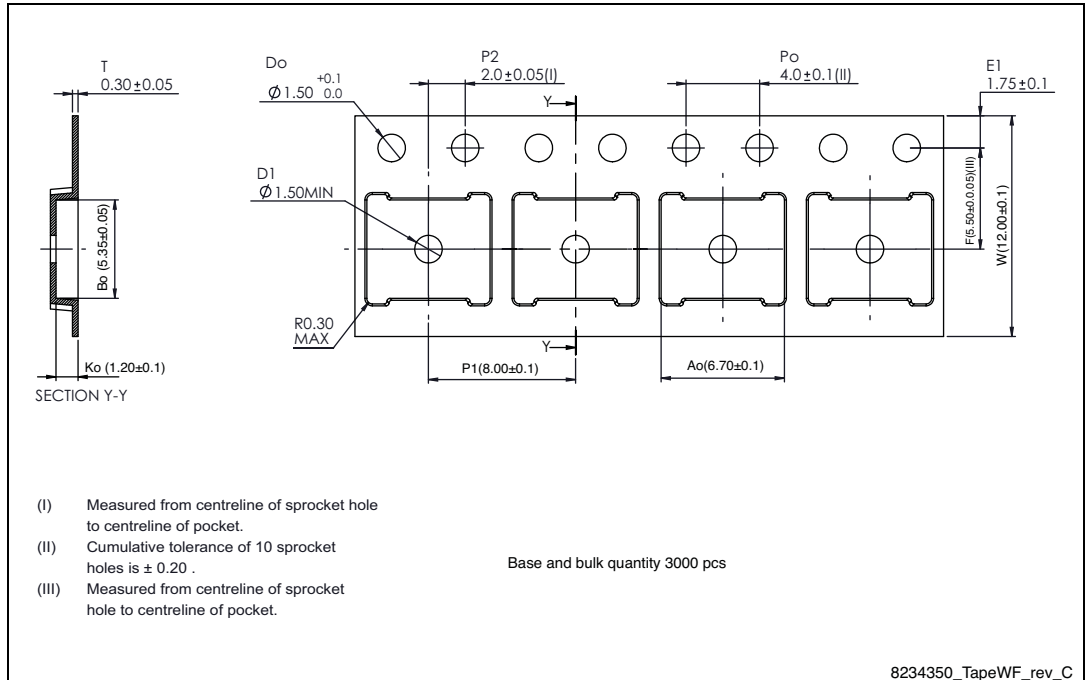 T
0.30±0.05
Do
Ø1.50 +0.1 0.0
P2
2.0±0.05(I)
Po
4.0±0.1(II)
E1
1.75±0.1
Y
D1
Ø1.50MIN
Bo (5.35±0.05)
F(5.50±0.0.05)(III)
W(12.00±0.1)
R0.30
MAX
Y
Ko (1.20±0.1)
P1(8.00±0.1)
Ao(6.70±0.1)
SECTION Y-Y
(I) Measured from centreline of sprocket hole
to centreline of pocket.
(II) Cumulative tolerance of 10 sprocket
holes is ± 0.20 .
(III) Measured from centreline of sprocket
hole to centreline of pocket.
Base and bulk quantity 3000 pcs
8234350_TapeWF_rev_C